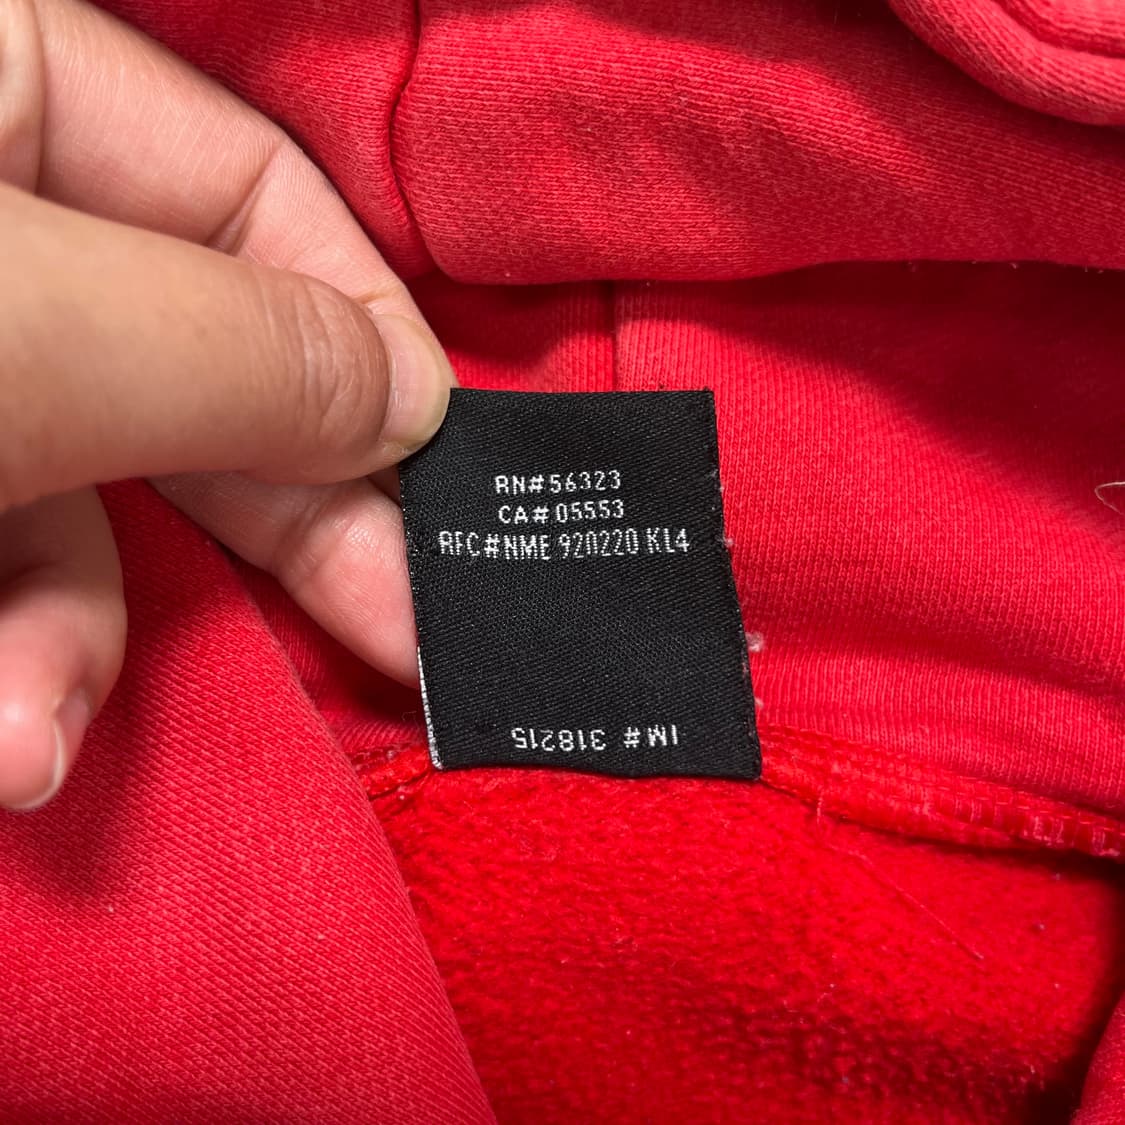 RN#56323
CA#05553
RFC#NME 920220 KL4
IM# 318215